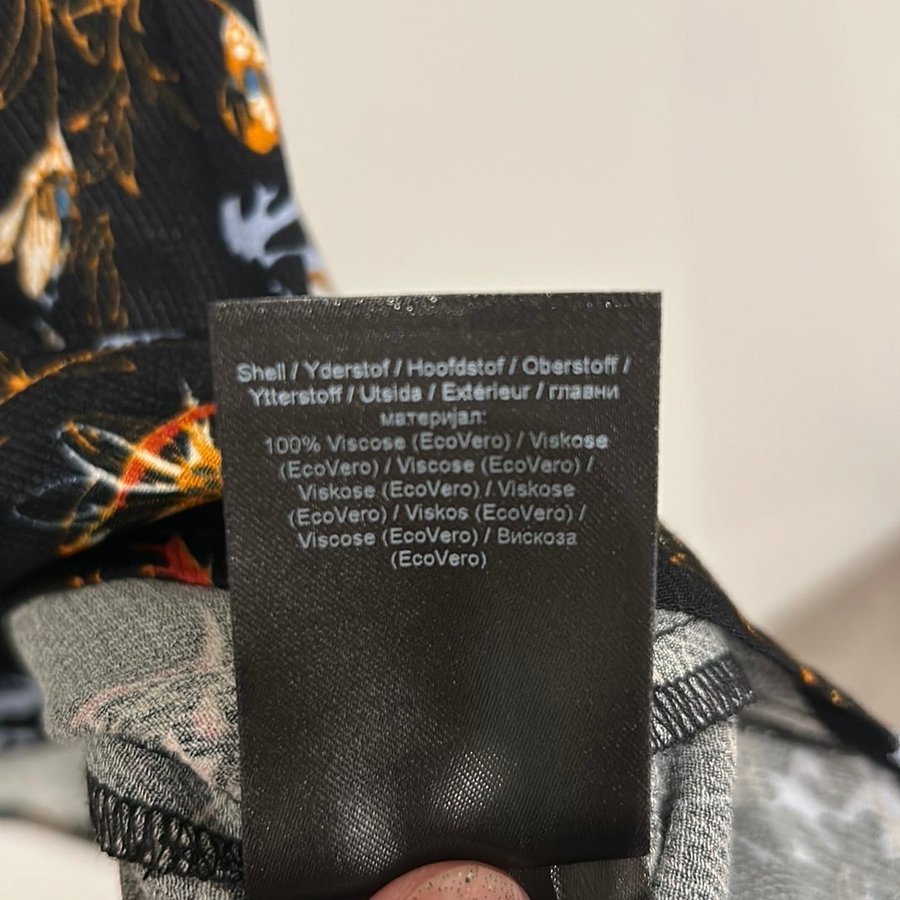 Shell / Yderstof / Hoofdstof / Oberstoff /
Ytterstoff / Utsida / Extérieur / главни
материјал:
100% Viscose (EcoVero) / Viskose
(EcoVero) / Viscose (EcoVero) /
Viskose (EcoVero) / Viskose
(EcoVero) / Viskos (EcoVero) /
Viscose (EcoVero) / Вискоза
(EcoVero)